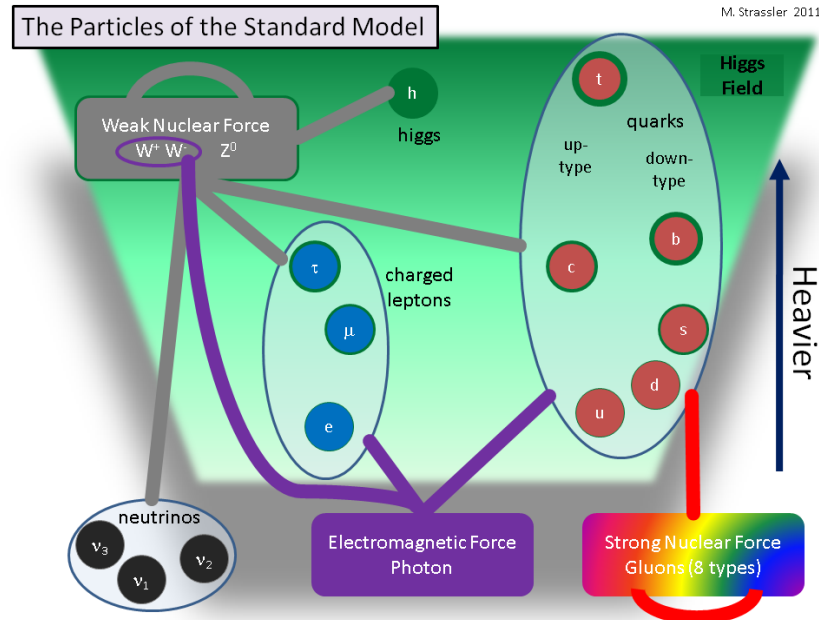 M. Strassler 2011
The Particles of the Standard Model
Higgs
Field
h
higgs
t
quarks
up-
type
down-
type
Weak Nuclear Force
W⁺ W⁻ Z⁰
b
c
τ
charged
leptons
μ
s
d
u
e
Heavier
neutrinos
ν₃
ν₂
ν₁
Electromagnetic Force
Photon
Strong Nuclear Force
Gluons (8 types)